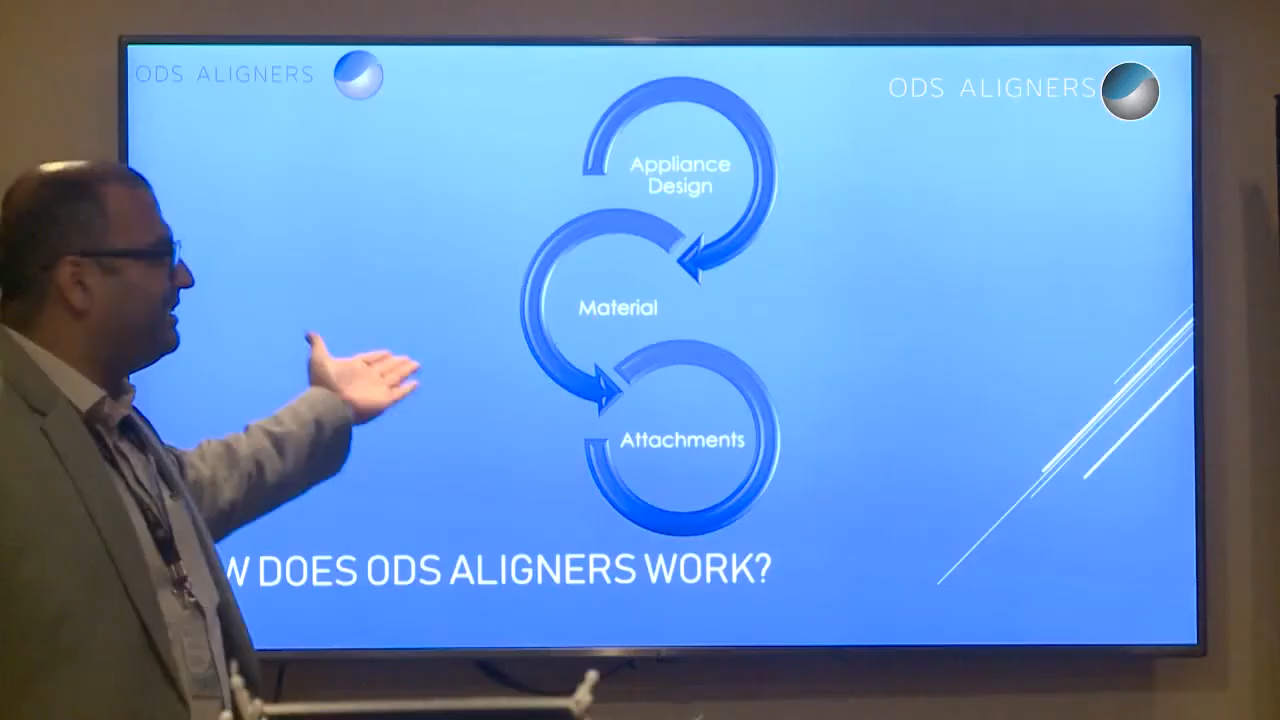 ODS ALIGNERS
ODS ALIGNERS
Appliance
Design
Material
Attachments
W DOES ODS ALIGNERS WORK?